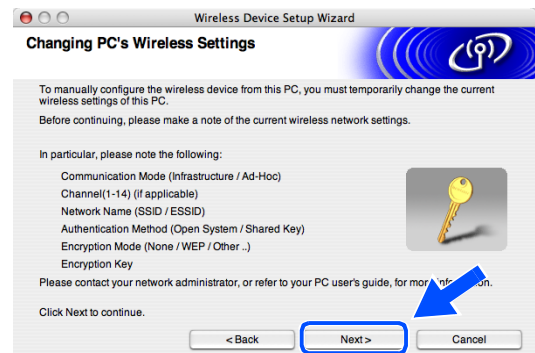 Wireless Device Setup Wizard
Changing PC's Wireless Settings
To manually configure the wireless device from this PC, you must temporarily change the current
wireless settings of this PC.
Before continuing, please make a note of the current wireless network settings.
In particular, please note the following:
Communication Mode (Infrastructure / Ad-Hoc)
Channel(1-14) (if applicable)
Network Name (SSID / ESSID)
Authentication Method (Open System / Shared Key)
Encryption Mode (None / WEP / Other ..)
Encryption Key
Please contact your network administrator, or refer to your PC user's guide, for more
Click Next to continue.
< Back Next > Cancel